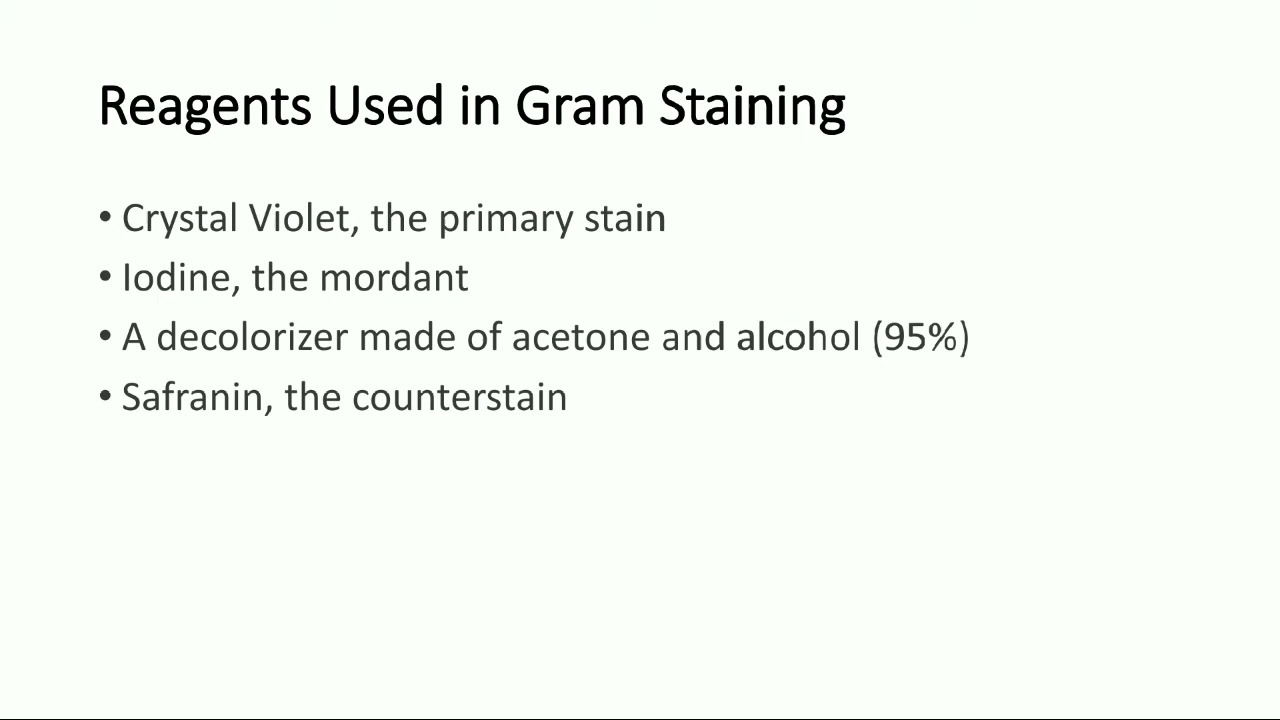 Reagents Used in Gram Staining
• Crystal Violet, the primary stain
• Iodine, the mordant
• A decolorizer made of acetone and alcohol (95%)
• Safranin, the counterstain